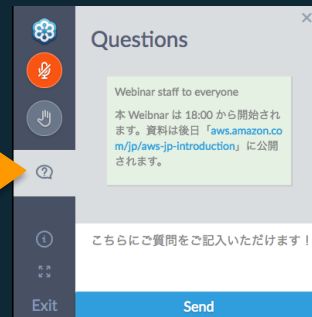 Questions
Webinar staff to everyone
本 Weibnar は 18:00 から開始され
ます。資料は後日「aws.amazon.co
m/jp/aws-jp-introduction」に公開
されます。
こちらにご質問をご記入いただけます！
Exit
Send